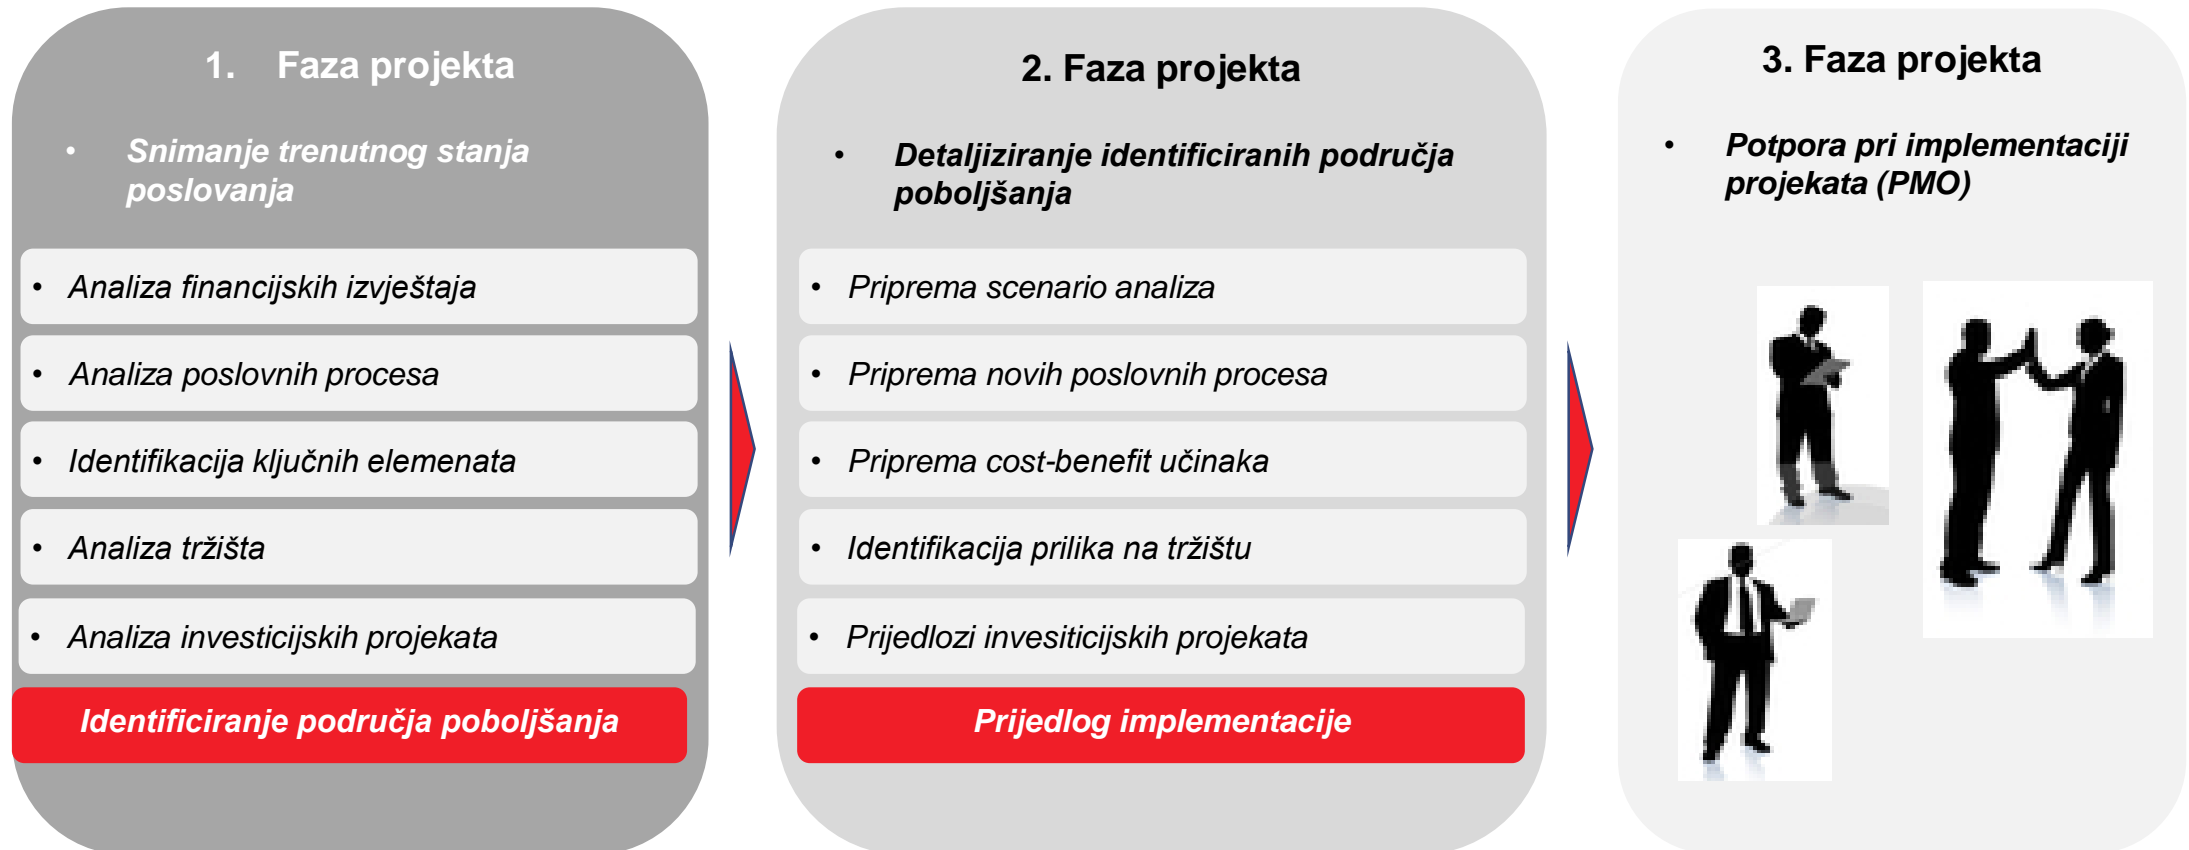 1. Faza projekta
• Snimanje trenutnog stanja
poslovanja
• Analiza financijskih izvještaja
• Analiza poslovnih procesa
• Identifikacija ključnih elemenata
• Analiza tržišta
• Analiza investicijskih projekata
Identificiranje područja poboljšanja
2. Faza projekta
• Detaljiziranje identificiranih područja
poboljšanja
• Priprema scenario analiza
• Priprema novih poslovnih procesa
• Priprema cost-benefit učinaka
• Identifikacija prilika na tržištu
• Prijedlozi invesiticijskih projekata
Prijedlog implementacije
3. Faza projekta
• Potpora pri implementaciji
projekata (PMO)